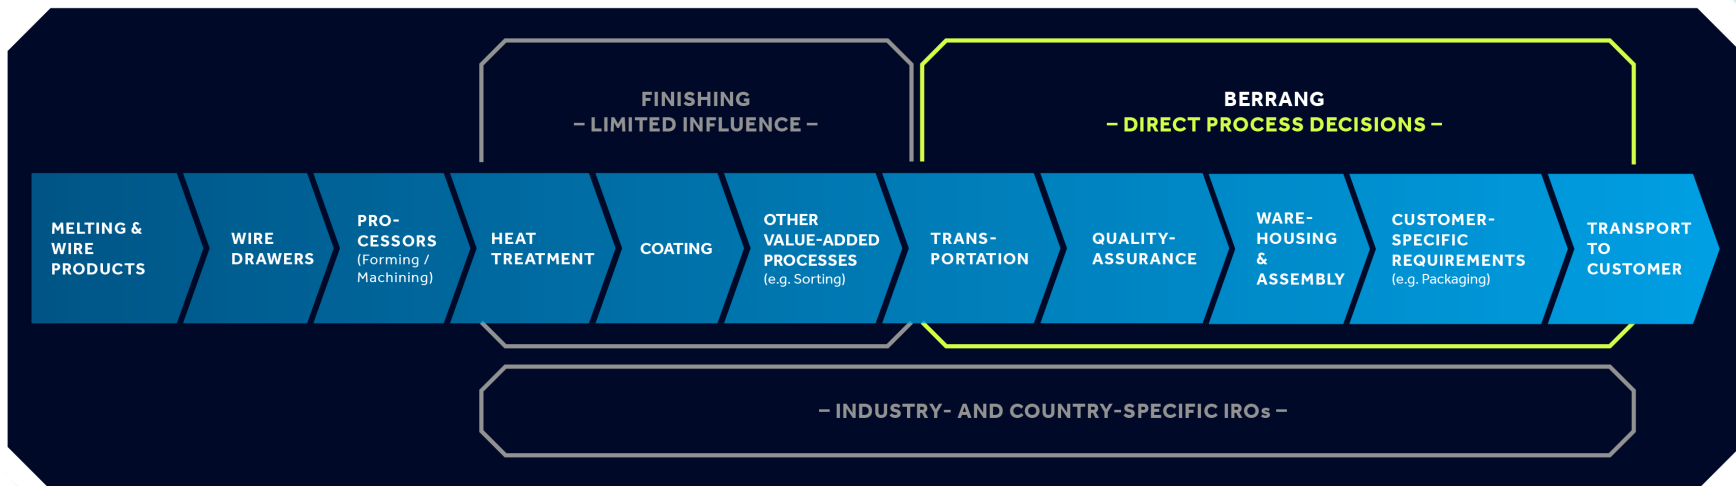 FINISHING
– LIMITED INFLUENCE –
BERRANG
– DIRECT PROCESS DECISIONS –
MELTING &
WIRE
PRODUCTS
WIRE
DRAWERS
PRO-
CESSORS
(Forming /
Machining)
HEAT
TREATMENT
COATING
OTHER
VALUE-ADDED
PROCESSES
(e.g. Sorting)
TRANS-
PORTATION
QUALITY-
ASSURANCE
WARE-
HOUSING
&
ASSEMBLY
CUSTOMER-
SPECIFIC
REQUIREMENTS
(e.g. Packaging)
TRANSPORT
TO
CUSTOMER
– INDUSTRY- AND COUNTRY-SPECIFIC IROs –